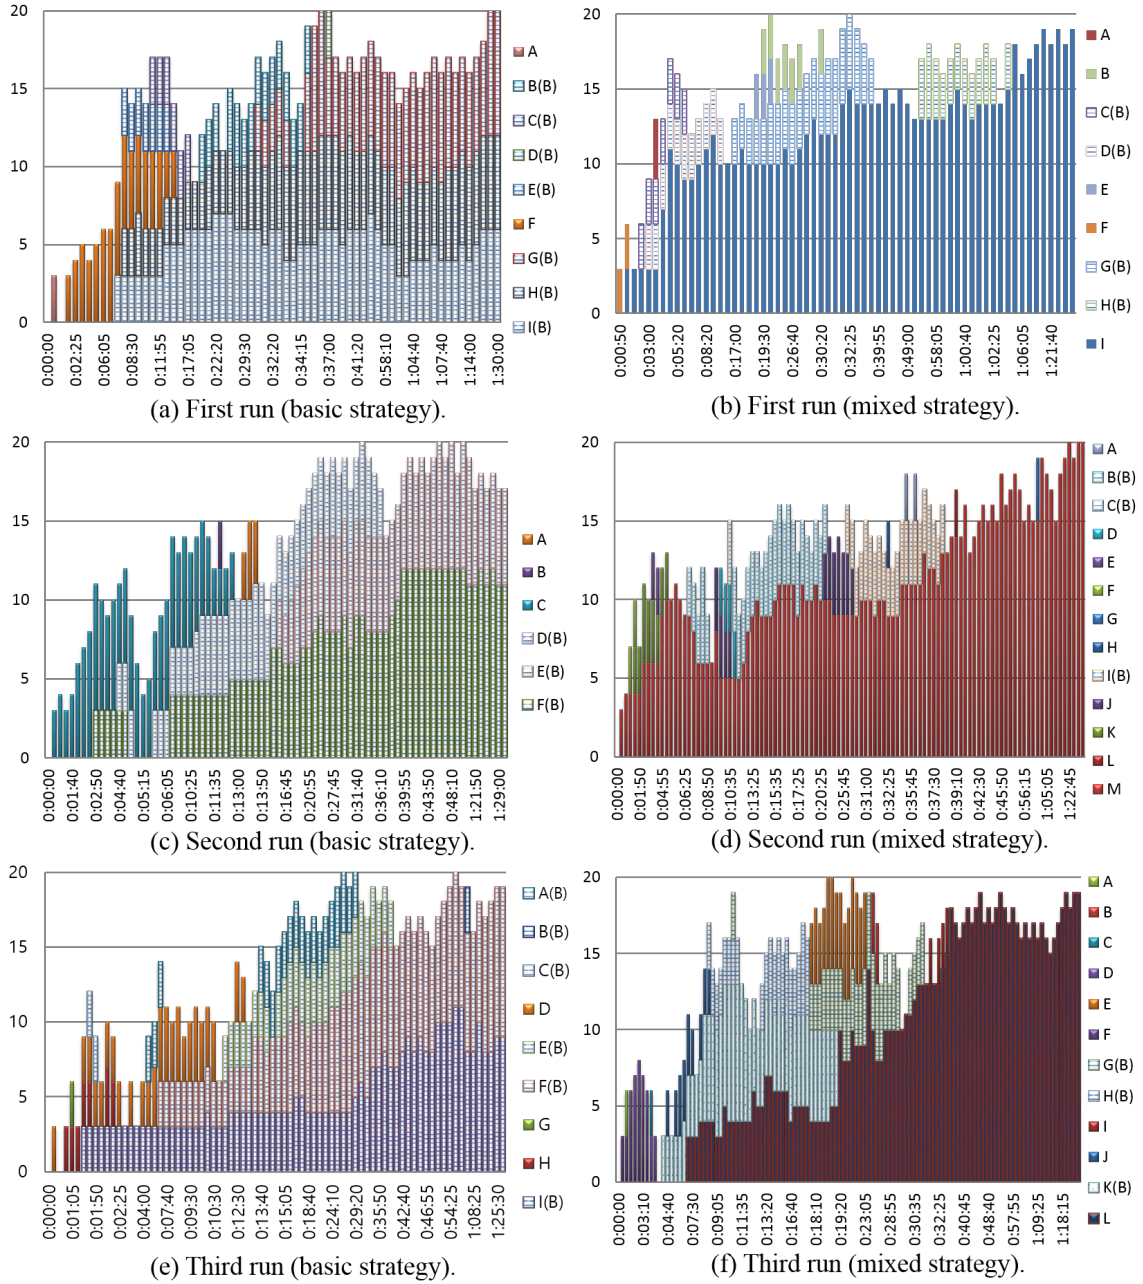 20
15
10
5
0
0:00:00
0:02:25
0:06:05
0:08:30
0:11:55
0:17:05
0:22:20
0:29:30
0:32:35
0:34:15
0:37:00
0:41:20
0:58:10
1:04:40
1:07:35
1:14:00
1:30:00
A
B(B)
C(B)
D(B)
E(B)
F
G(B)
H(B)
I(B)
(a) First run (basic strategy).
20
15
10
5
0
0:00:50
0:03:00
0:05:20
0:08:20
0:17:00
0:19:30
0:26:40
0:30:20
0:32:25
0:39:55
0:49:00
0:58:05
1:00:40
1:02:25
1:06:05
1:21:40
A
B
C(B)
D(B)
E
F
G(B)
H(B)
I
(b) First run (mixed strategy).
20
15
10
5
0
0:00:00
0:01:40
0:02:50
0:04:40
0:05:15
0:06:05
0:10:25
0:11:35
0:13:00
0:13:50
0:16:45
0:20:55
0:27:45
0:31:40
0:36:10
0:39:55
0:43:50
0:48:10
1:21:50
1:29:00
A
B
C
D(B)
E(B)
F(B)
(c) Second run (basic strategy).
20
15
10
5
0
0:00:00
0:01:50
0:04:55
0:06:25
0:08:50
0:10:35
0:13:25
0:15:35
0:17:25
0:20:25
0:25:45
0:31:00
0:32:25
0:35:45
0:37:30
0:39:10
0:42:30
0:45:50
0:56:15
1:05:05
1:22:45
A
B(B)
C(B)
D
E
F
G
H
I(B)
J
K
L
M
(d) Second run (mixed strategy).
20
15
10
5
0
0:00:00
0:01:05
0:01:50
0:02:25
0:04:00
0:07:40
0:09:10
0:10:30
0:12:30
0:13:40
0:15:05
0:18:40
0:24:10
0:29:20
0:35:50
0:42:40
0:46:55
0:54:25
1:08:25
1:25:30
A(B)
B(B)
C(B)
D
E(B)
F(B)
G
H
I(B)
(e) Third run (basic strategy).
20
15
10
5
0
0:00:00
0:03:10
0:05:15
0:07:30
0:09:05
0:11:35
0:13:20
0:16:40
0:18:10
0:19:20
0:23:05
0:28:55
0:30:35
0:32:25
0:40:45
0:48:40
0:57:55
1:09:25
1:18:15
A
B
C
D
E
F
G(B)
H(B)
I
J
K(B)
L
(f) Third run (mixed strategy).